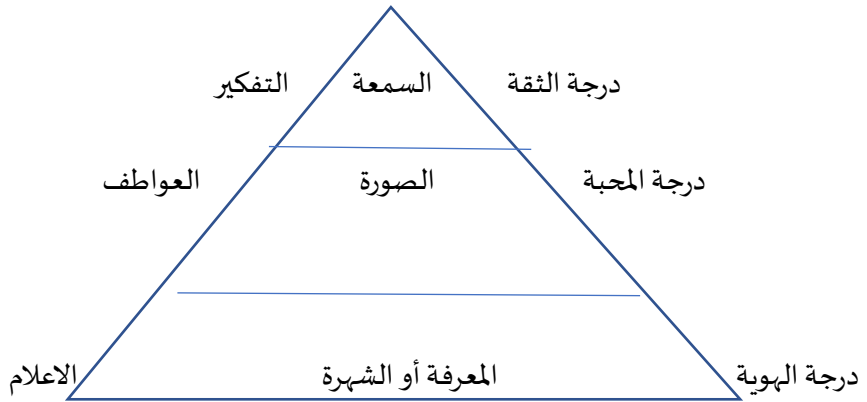 درجة الثقة السمعة التفكير
درجة المحبة الصورة العواطف
درجة الهوية المعرفة أو الشهرة الاعلام